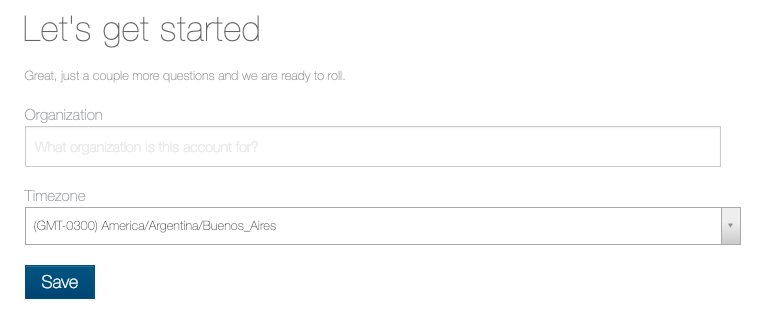 Let's get started
Great, just a couple more questions and we are ready to roll.
Organization
What organization is this account for?
Timezone
(GMT-0300) America/Argentina/Buenos_Aires
Save